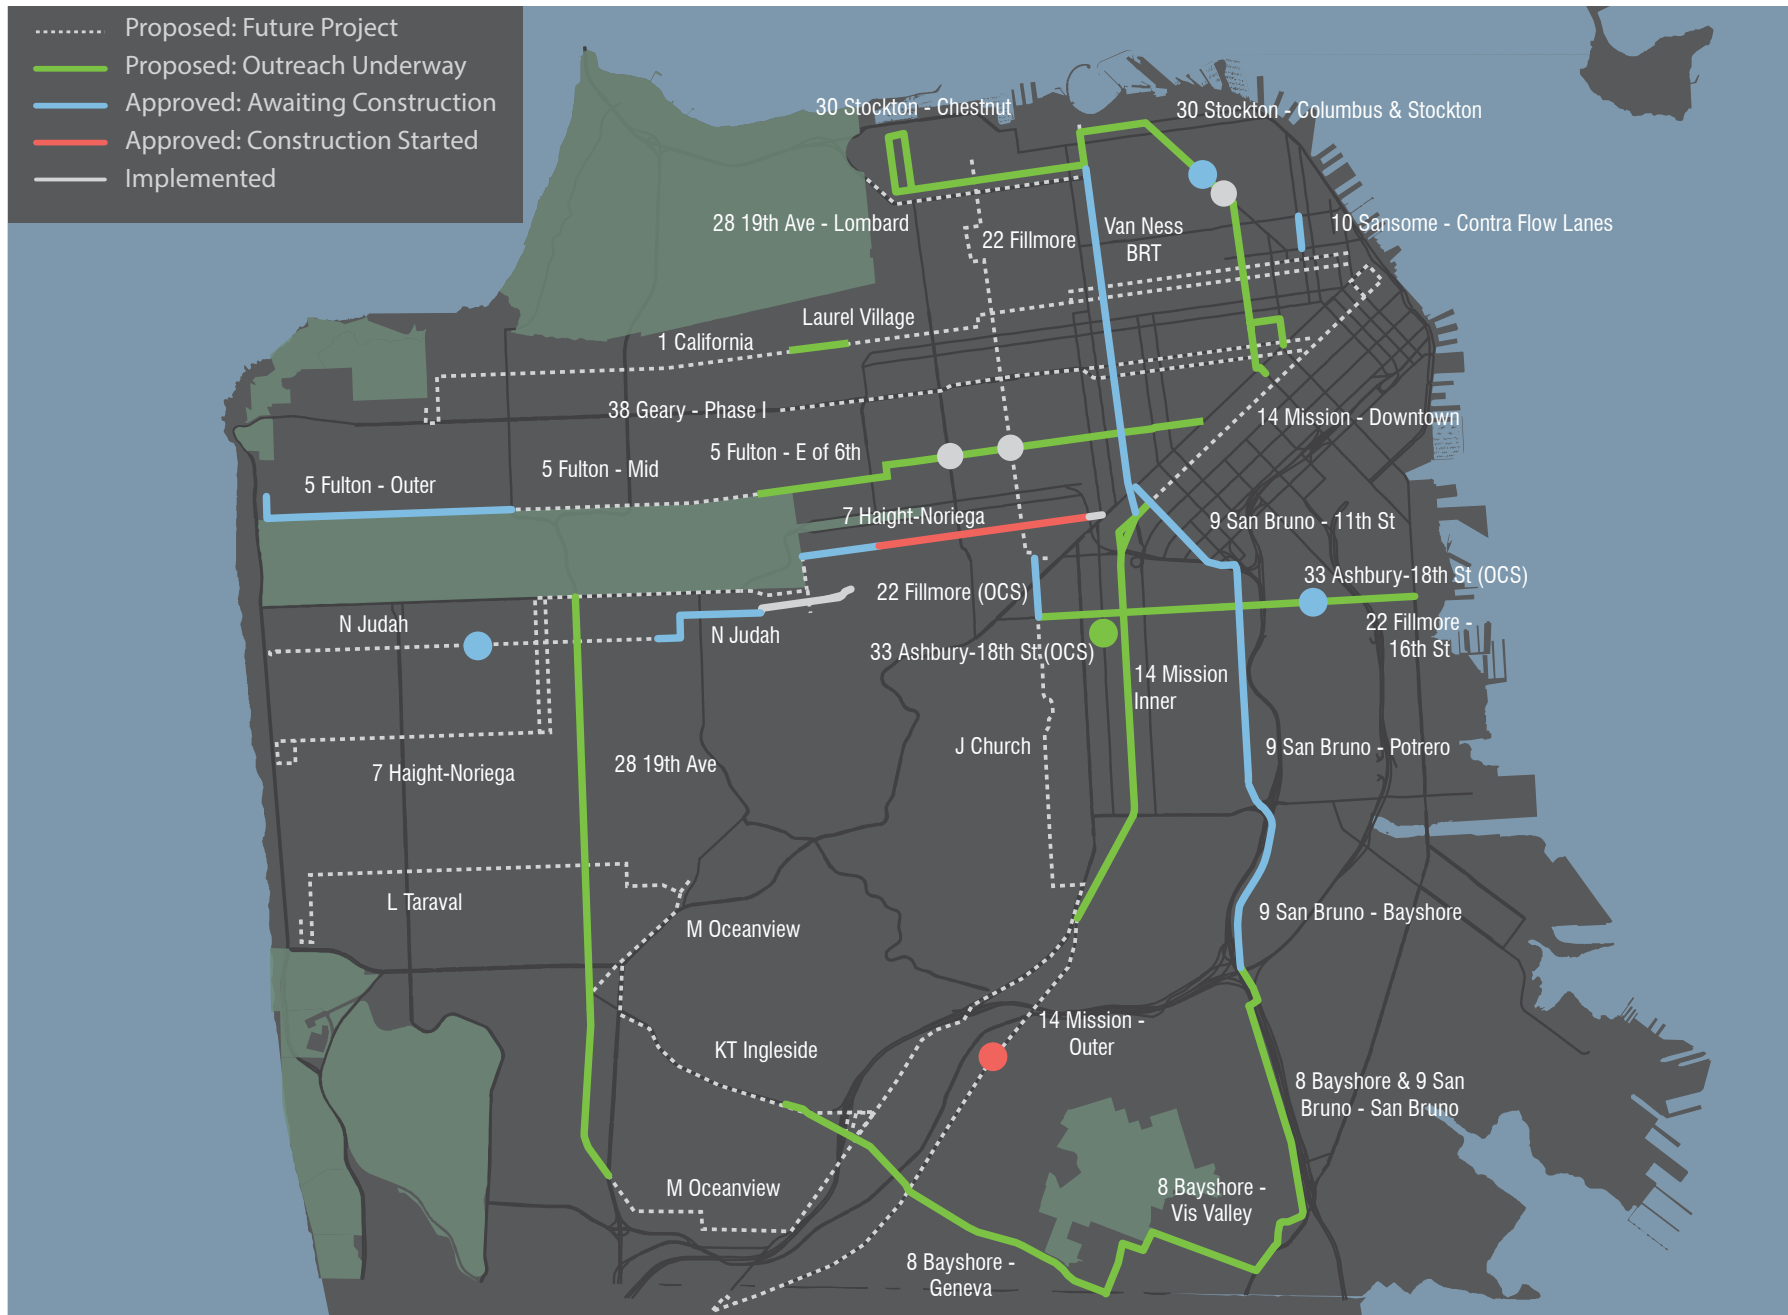 Proposed: Future Project
Proposed: Outreach Underway
Approved: Awaiting Construction
Approved: Construction Started
Implemented
30 Stockton - Chestnut
30 Stockton - Columbus & Stockton
28 19th Ave - Lombard
22 Fillmore
Van Ness
BRT
10 Sansome - Contra Flow Lanes
Laurel Village
1 California
38 Geary - Phase I
14 Mission - Downtown
5 Fulton - E of 6th
5 Fulton - Mid
5 Fulton - Outer
7 Haight-Noriega
9 San Bruno - 11th St
33 Ashbury-18th St (OCS)
22 Fillmore (OCS)
22 Fillmore -
16th St
N Judah
N Judah
33 Ashbury-18th St (OCS)
14 Mission
Inner
J Church
9 San Bruno - Potrero
28 19th Ave
7 Haight-Noriega
L Taraval
M Oceanview
9 San Bruno - Bayshore
14 Mission -
Outer
KT Ingleside
8 Bayshore & 9 San
Bruno - San Bruno
M Oceanview
8 Bayshore -
Vis Valley
8 Bayshore -
Geneva